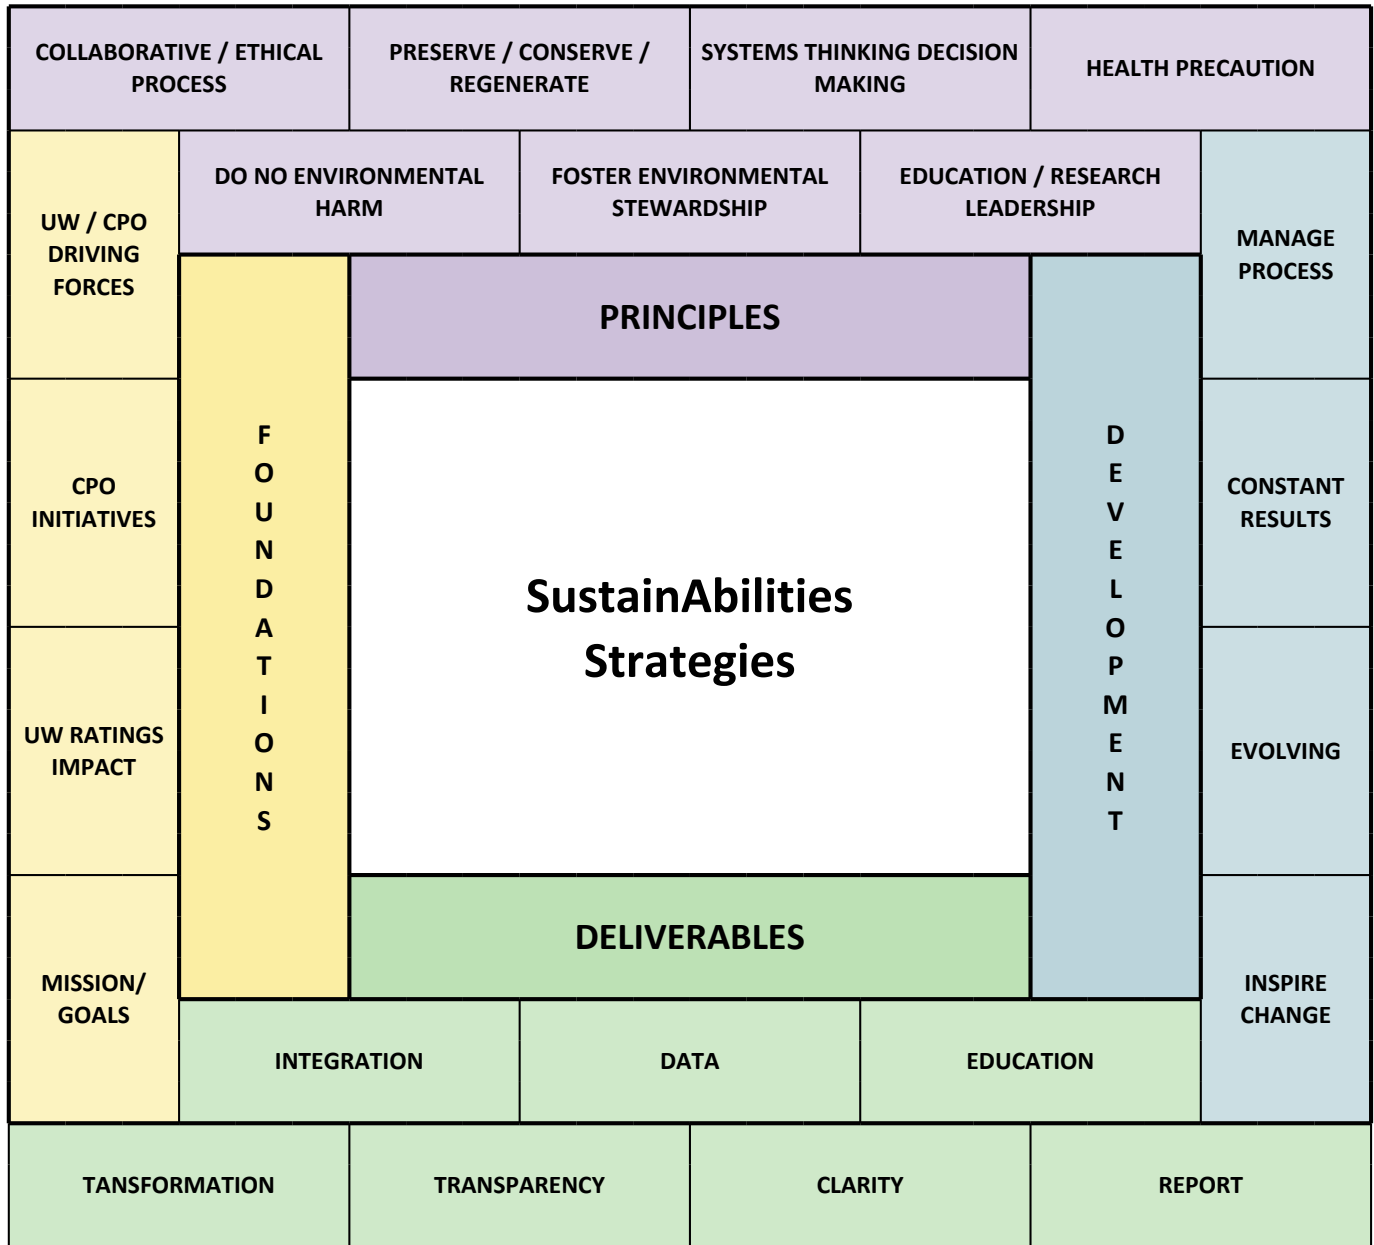 COLLABORATIVE / ETHICAL
PROCESS
PRESERVE / CONSERVE /
REGENERATE
SYSTEMS THINKING DECISION
MAKING
HEALTH PRECAUTION
DO NO ENVIRONMENTAL
HARM
FOSTER ENVIRONMENTAL
STEWARDSHIP
EDUCATION / RESEARCH
LEADERSHIP
UW / CPO
DRIVING
FORCES
CPO
INITIATIVES
UW RATINGS
IMPACT
MISSION/
GOALS
FOUNDATIONS
PRINCIPLES
SustainAbilities
Strategies
DELIVERABLES
DEVELOPMENT
MANAGE
PROCESS
CONSTANT
RESULTS
EVOLVING
INSPIRE
CHANGE
INTEGRATION
DATA
EDUCATION
TANSFORMATION
TRANSPARENCY
CLARITY
REPORT